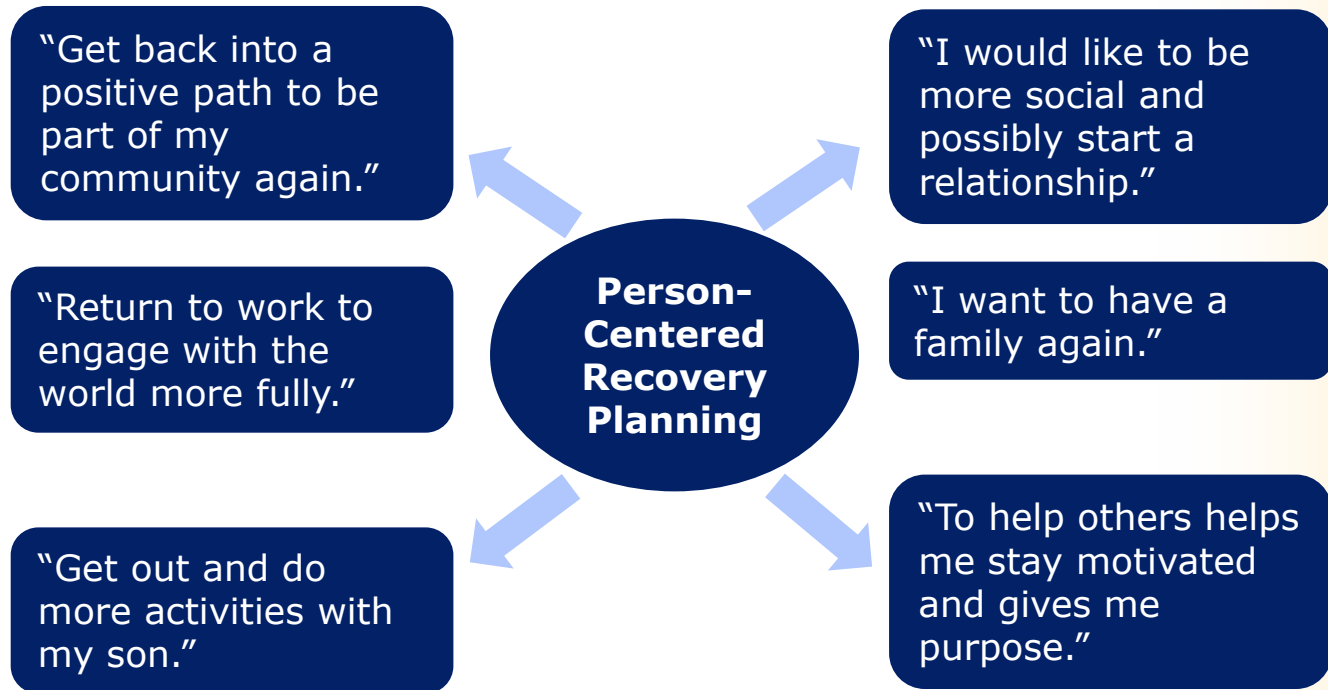 “Get back into a
positive path to be
part of my
community again.”
“I would like to be
more social and
possibly start a
relationship.”
“Return to work to
engage with the
world more fully.”
Person-
Centered
Recovery
Planning
“I want to have a
family again.”
“Get out and do
more activities with
my son.”
“To help others helps
me stay motivated
and gives me
purpose.”